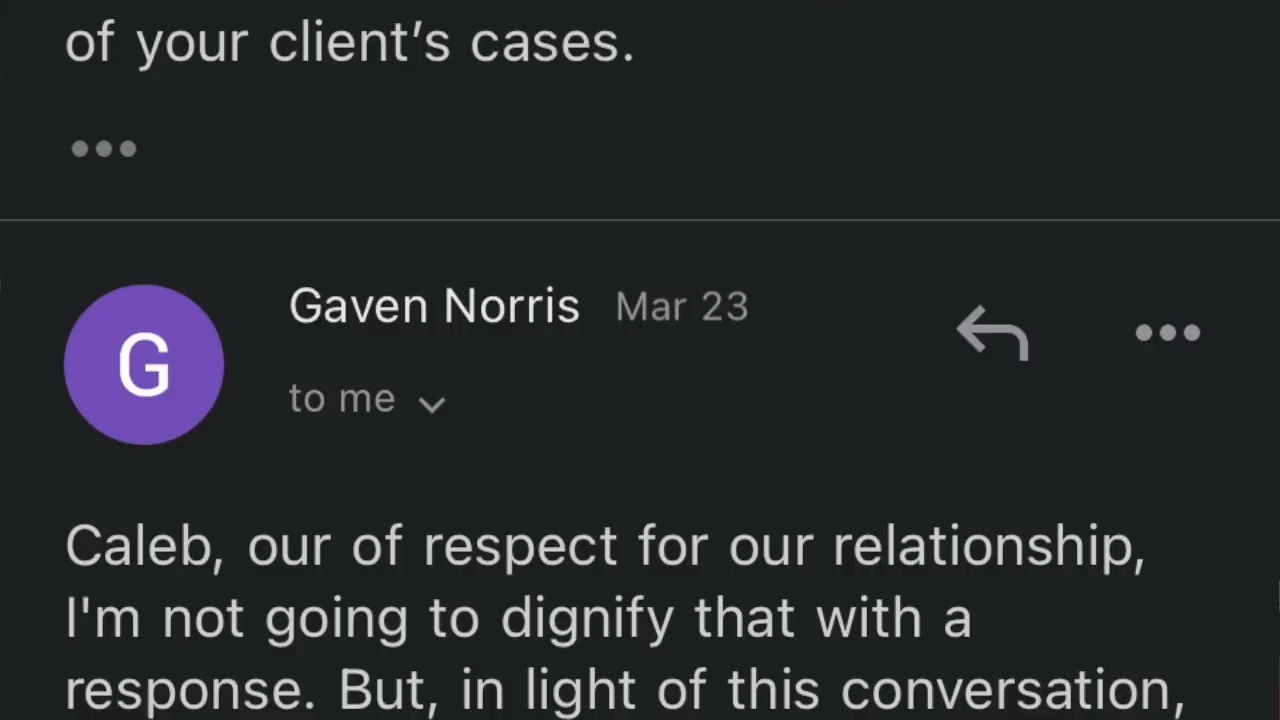 of your client’s cases.
Gaven Norris Mar 23
G
to me
Caleb, our of respect for our relationship,
I'm not going to dignify that with a
response. But, in light of this conversation,